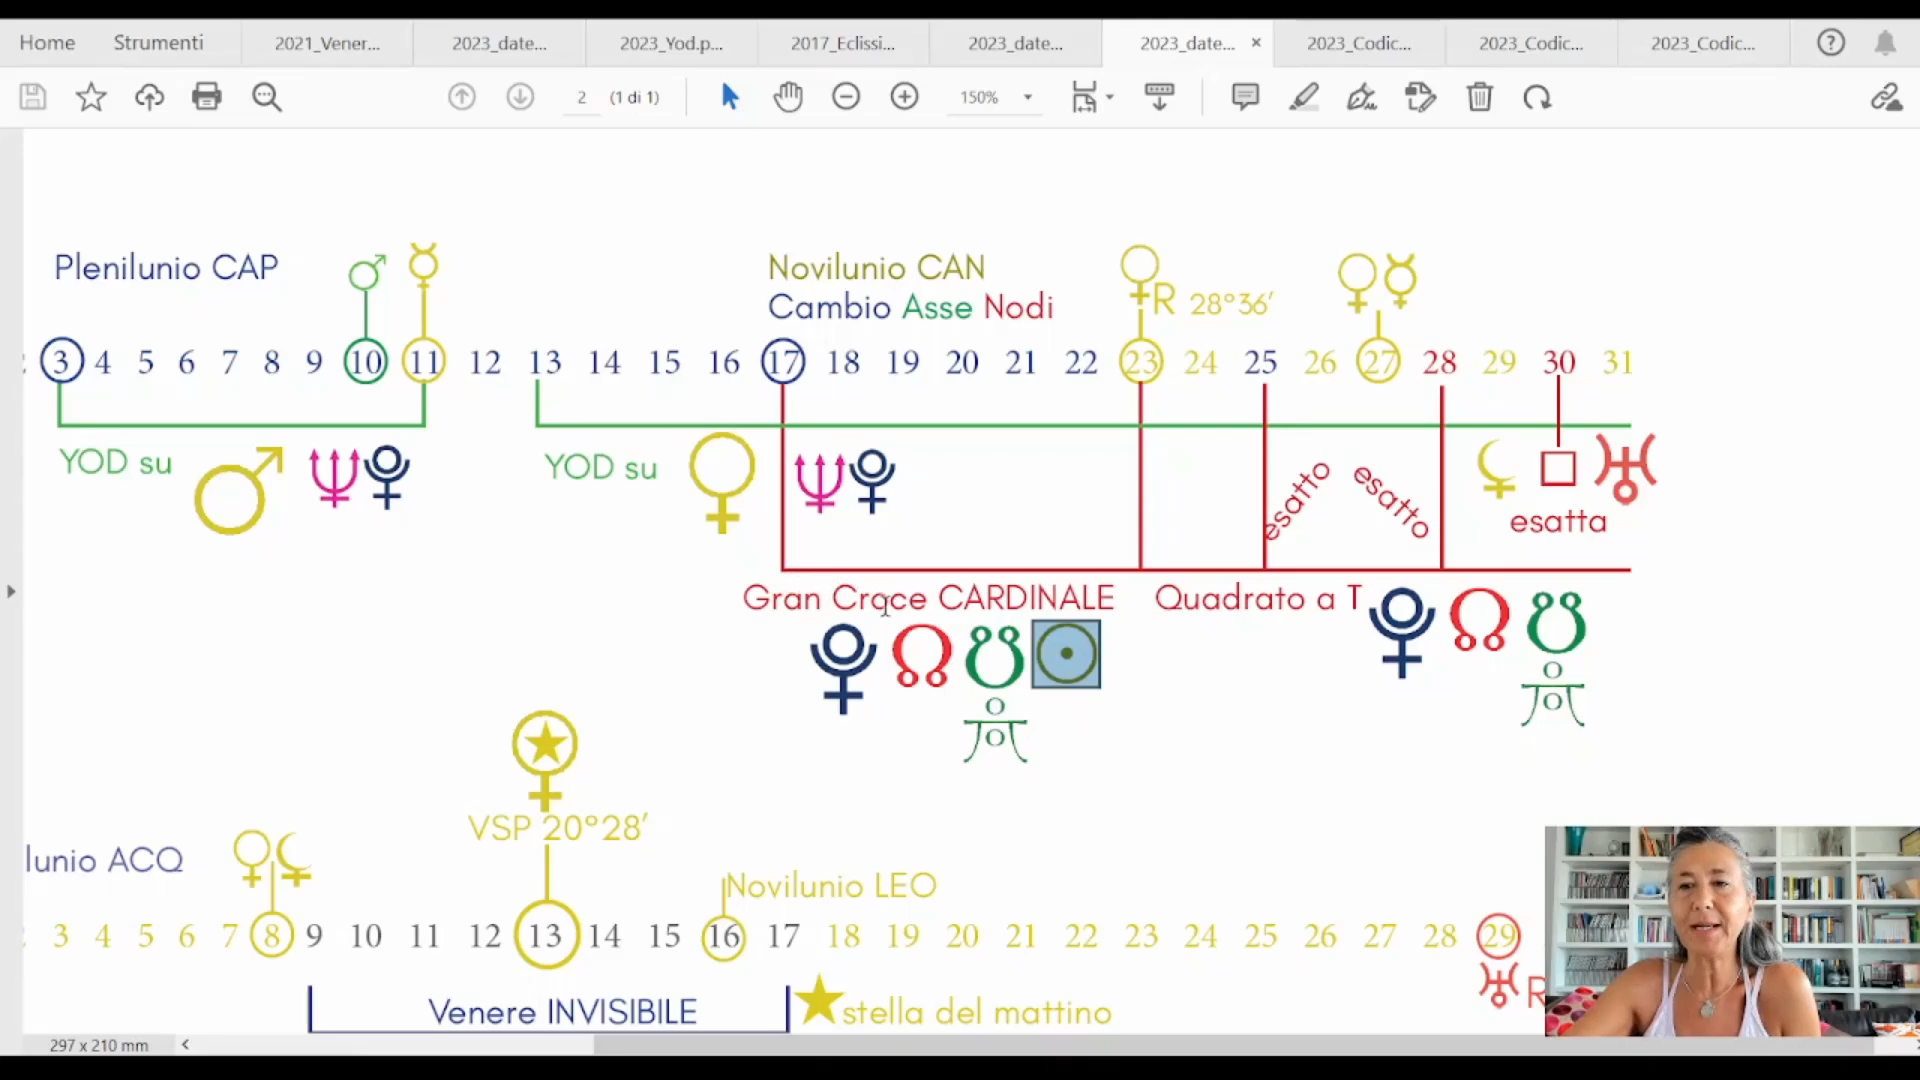 Home Strumenti 2021_Vener... 2023_date... 2023_Yod.p... 2017_Eclissi... 2023_date... 2023_date... × 2023_Codic... 2023_Codic... 2023_Codic...
2 (1 di 1) 150%
Plenilunio CAP
Novilunio CAN
Cambio Asse Nodi
R 28°36′
3 4 5 6 7 8 9 10 11 12 13 14 15 16 17 18 19 20 21 22 23 24 25 26 27 28 29 30 31
YOD su
YOD su
esatto
esatto
esatta
Gran Croce CARDINALE
Quadrato a T
VSP 20°28′
lunio ACQ
Novilunio LEO
3 4 5 6 7 8 9 10 11 12 13 14 15 16 17 18 19 20 21 22 23 24 25 26 27 28 29
R
Venere INVISIBILE
stella del mattino
297 x 210 mm